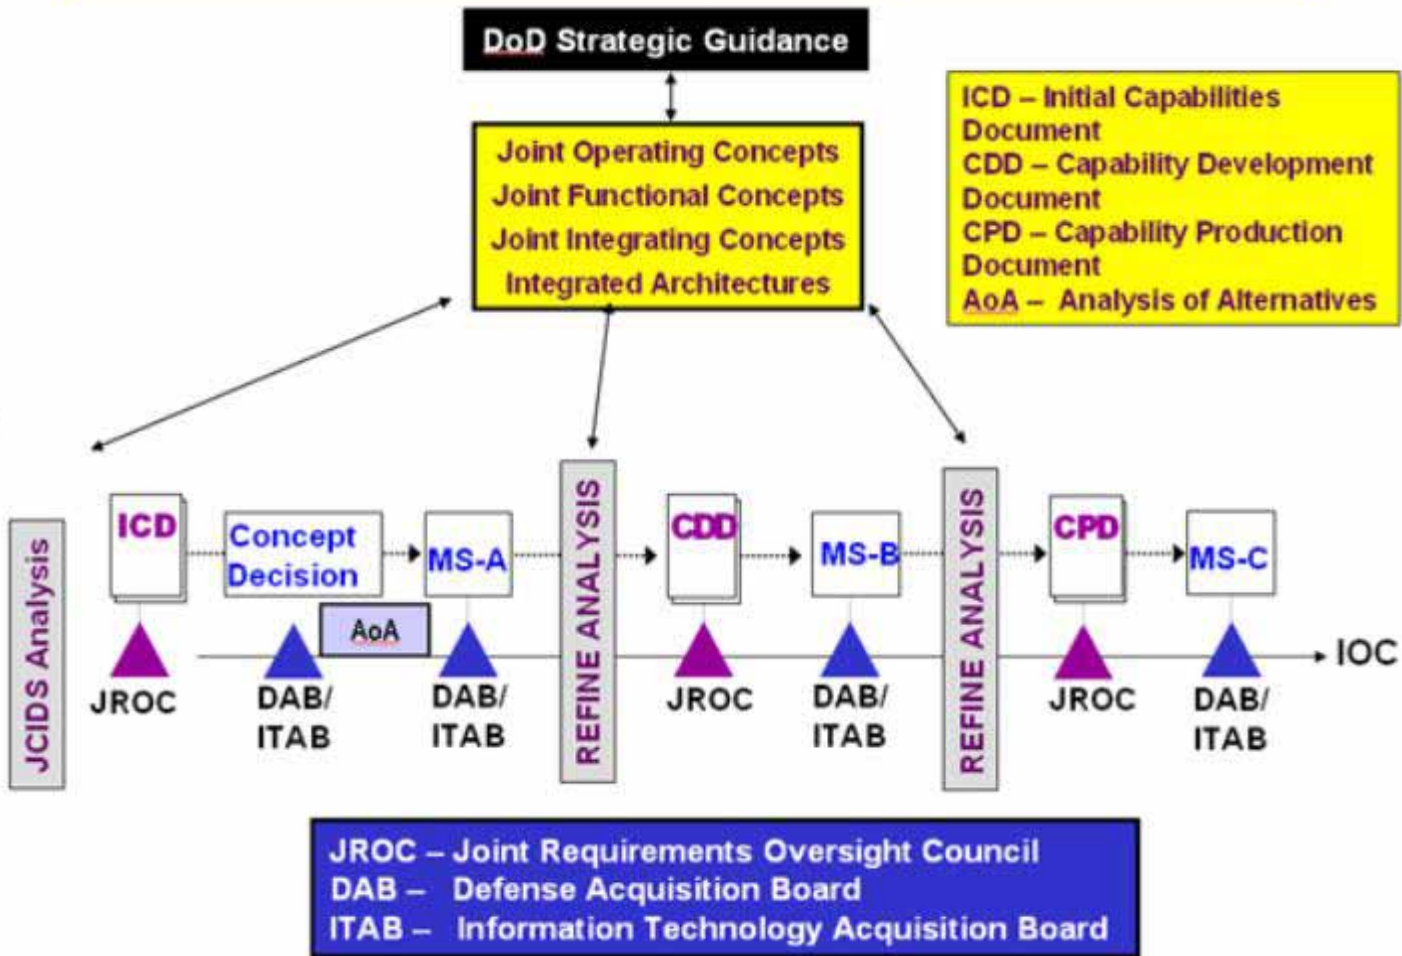 DoD Strategic Guidance
Joint Operating Concepts
Joint Functional Concepts
Joint Integrating Concepts
Integrated Architectures
ICD – Initial Capabilities
Document
CDD – Capability Development
Document
CPD – Capability Production
Document
AoA – Analysis of Alternatives
JCIDS Analysis
ICD
Concept
Decision
MS-A
REFINE ANALYSIS
CDD
MS-B
REFINE ANALYSIS
CPD
MS-C
AoA
IOC
JROC
DAB/
ITAB
DAB/
ITAB
JROC
DAB/
ITAB
JROC
DAB/
ITAB
JROC – Joint Requirements Oversight Council
DAB – Defense Acquisition Board
ITAB – Information Technology Acquisition Board